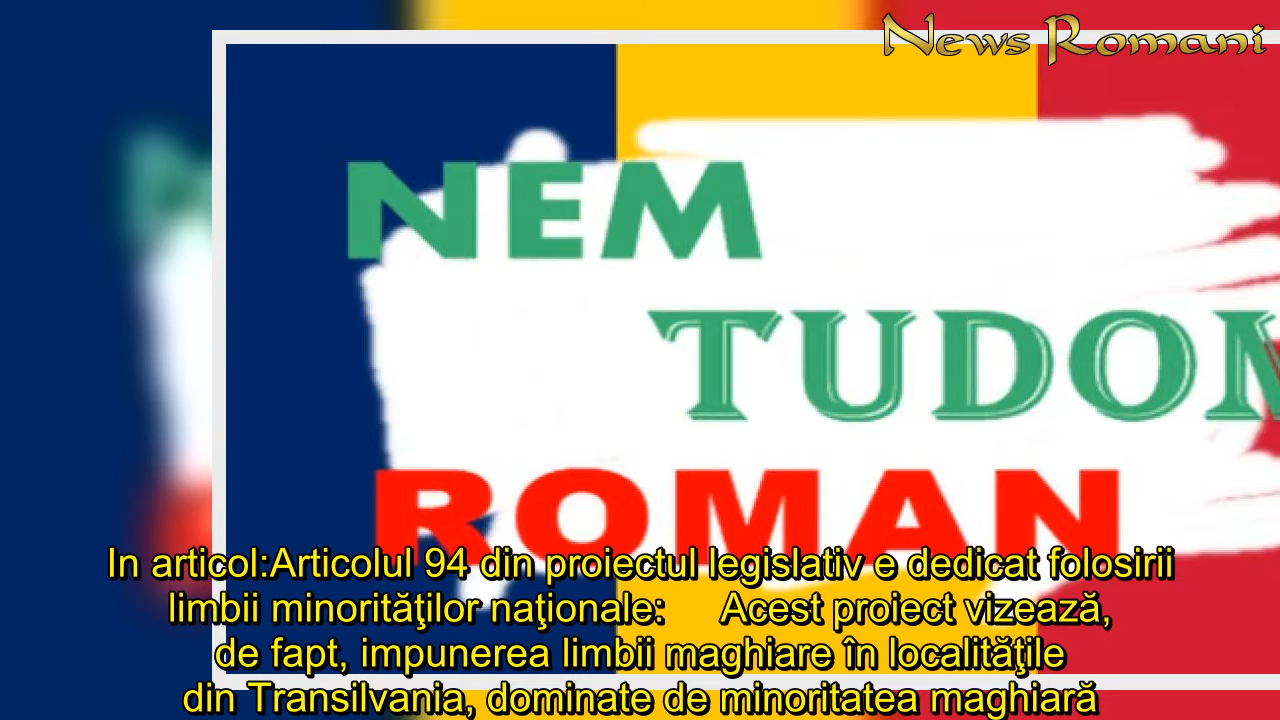 News Romani
NEM
TUDOM
ROMAN
In articol:Articolul 94 din proiectul legislativ e dedicat folosirii
limbii minorităţilor naţionale: Acest proiect vizează,
de fapt, impunerea limbii maghiare în localităţile
din Transilvania, dominate de minoritatea maghiară